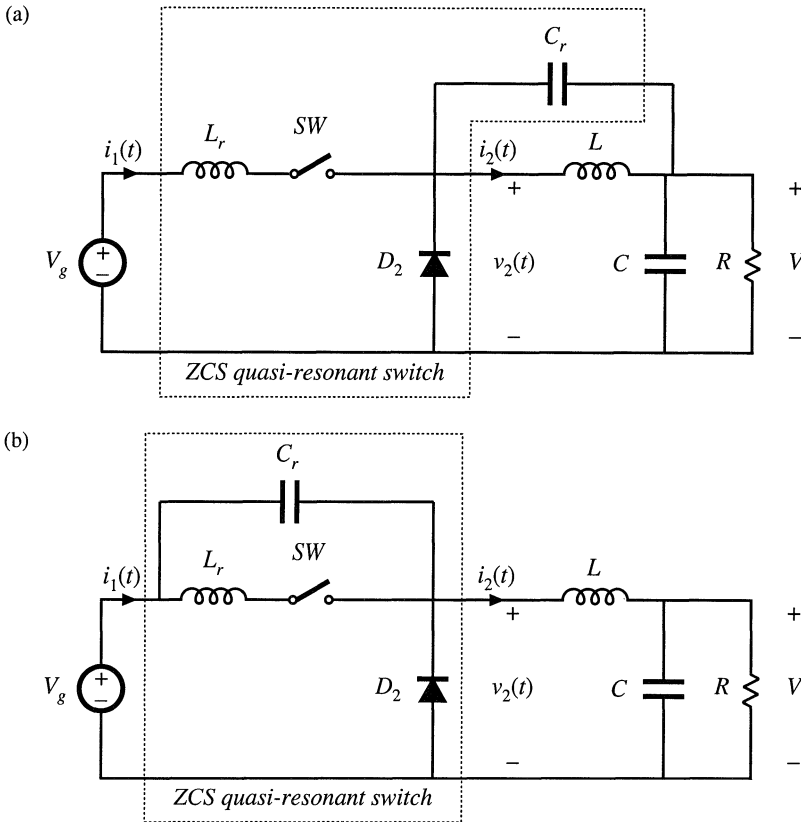 (a)
C_r
L_r
SW
i_1(t)
i_2(t)
L
+
+
V_g
+
−
D_2
v_2(t)
C
R
V
−
−
ZCS quasi-resonant switch
(b)
C_r
L_r
SW
i_1(t)
i_2(t)
L
+
+
V_g
+
−
D_2
v_2(t)
C
R
V
−
−
ZCS quasi-resonant switch